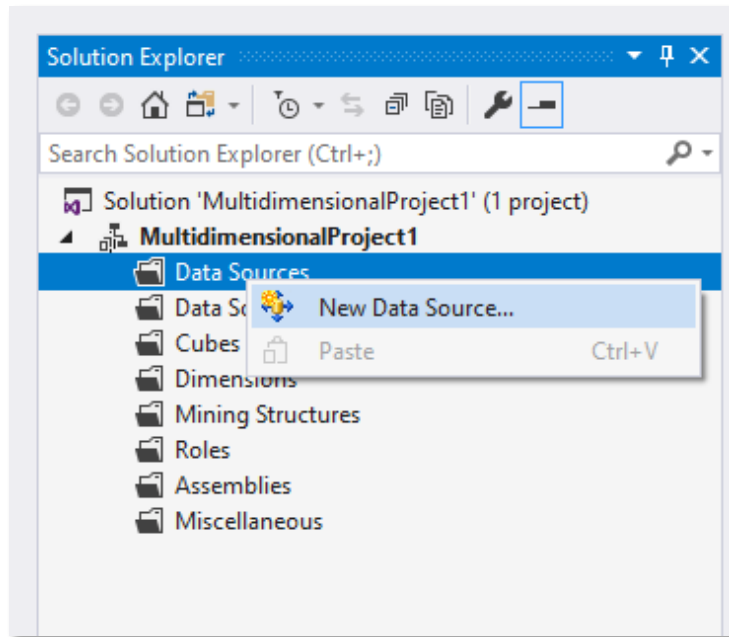 Solution Explorer
Search Solution Explorer (Ctrl+;)
Solution 'MultidimensionalProject1' (1 project)
MultidimensionalProject1
Data Sources
Data So
New Data Source...
Cubes
Paste Ctrl+V
Dimensions
Mining Structures
Roles
Assemblies
Miscellaneous